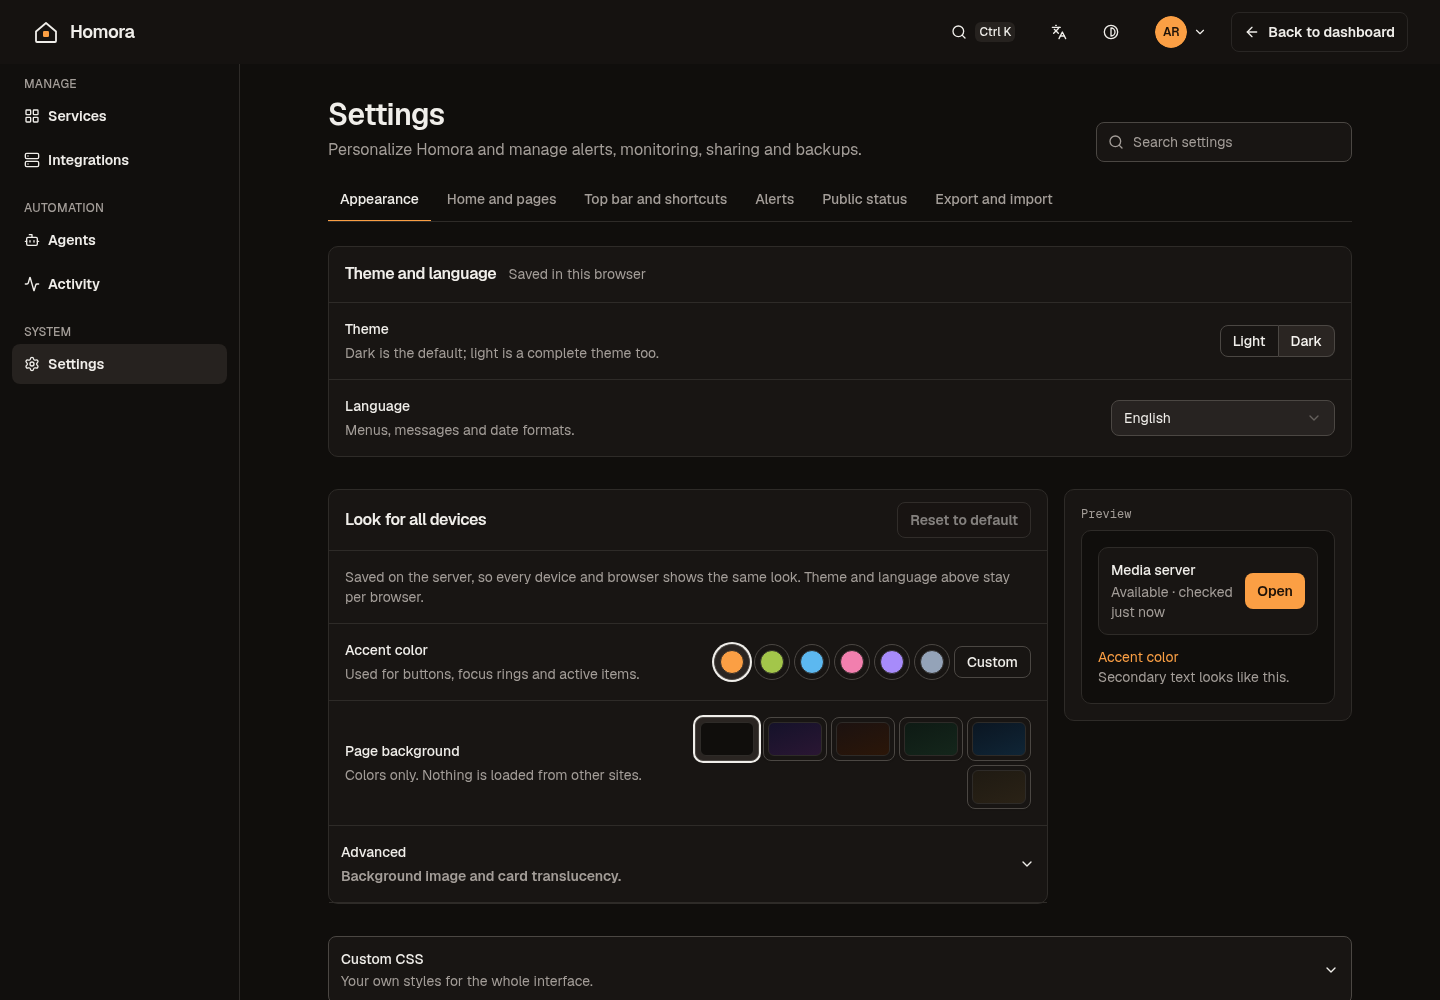 Homora
Ctrl K
AR
Back to dashboard
MANAGE
Services
Integrations
AUTOMATION
Agents
Activity
SYSTEM
Settings
Settings
Personalize Homora and manage alerts, monitoring, sharing and backups.
Search settings
Appearance
Home and pages
Top bar and shortcuts
Alerts
Public status
Export and import
Theme and language
Saved in this browser
Theme
Dark is the default; light is a complete theme too.
Light
Dark
Language
Menus, messages and date formats.
English
Look for all devices
Reset to default
Saved on the server, so every device and browser shows the same look. Theme and language above stay
per browser.
Accent color
Used for buttons, focus rings and active items.
Custom
Page background
Colors only. Nothing is loaded from other sites.
Advanced
Background image and card translucency.
Preview
Media server
Available · checked
just now
Open
Accent color
Secondary text looks like this.
Custom CSS
Your own styles for the whole interface.